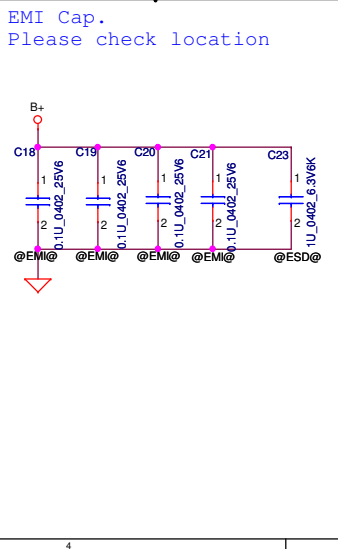 EMI Cap.
Please check location
B+
C18
C19
C20
C21
C23
1
1
1
1
1
0.1U_0402_25V6
0.1U_0402_25V6
0.1U_0402_25V6
0.1U_0402_25V6
1U_0402_6.3V6K
2
2
2
2
2
@EMI@
@EMI@
@EMI@
@EMI@
@ESD@
4